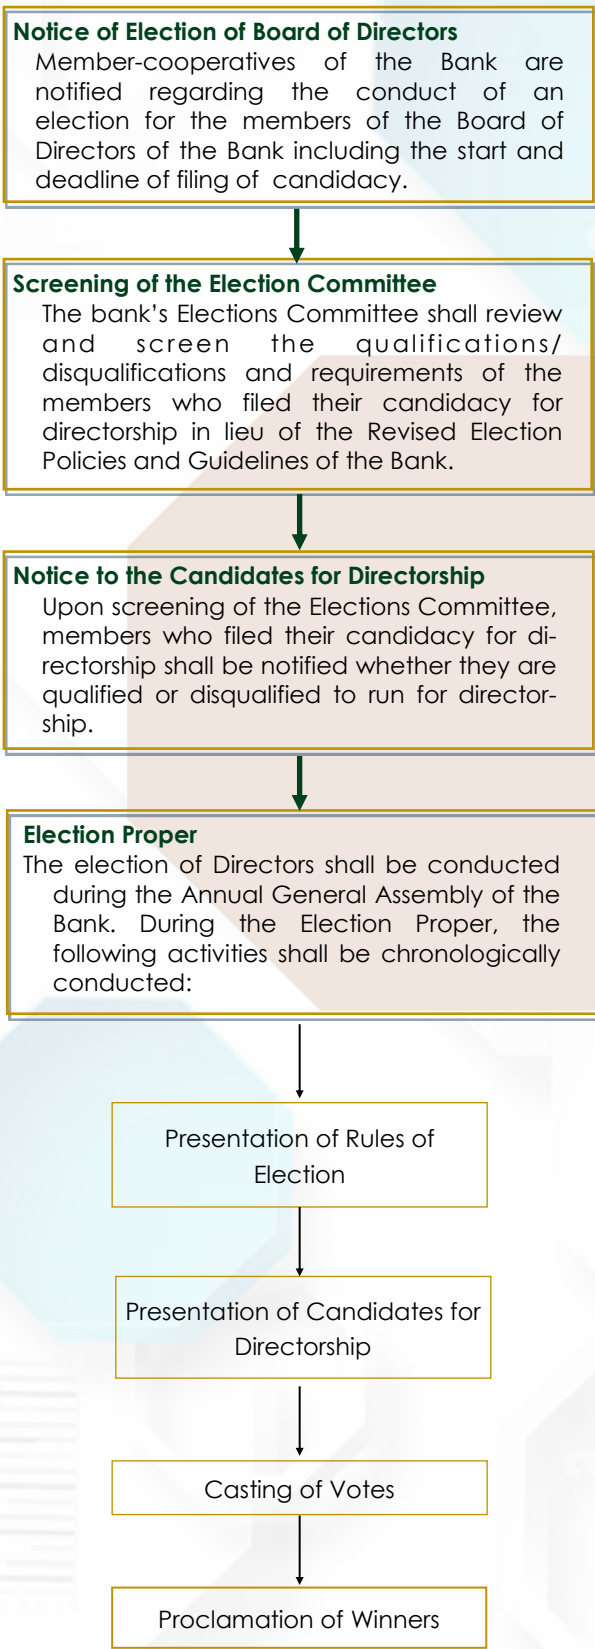 Notice of Election of Board of Directors
Member-cooperatives of the Bank are
notified regarding the conduct of an
election for the members of the Board of
Directors of the Bank including the start and
deadline of filing of candidacy.
Screening of the Election Committee
The bank's Elections Committee shall review
and screen the qualifications/
disqualifications and requirements of the
members who filed their candidacy for
directorship in lieu of the Revised Election
Policies and Guidelines of the Bank.
Notice to the Candidates for Directorship
Upon screening of the Elections Committee,
members who filed their candidacy for di-
rectorship shall be notified whether they are
qualified or disqualified to run for director-
ship.
Election Proper
The election of Directors shall be conducted
during the Annual General Assembly of the
Bank. During the Election Proper, the
following activities shall be chronologically
conducted:
Presentation of Rules of
Election
Presentation of Candidates for
Directorship
Casting of Votes
Proclamation of Winners